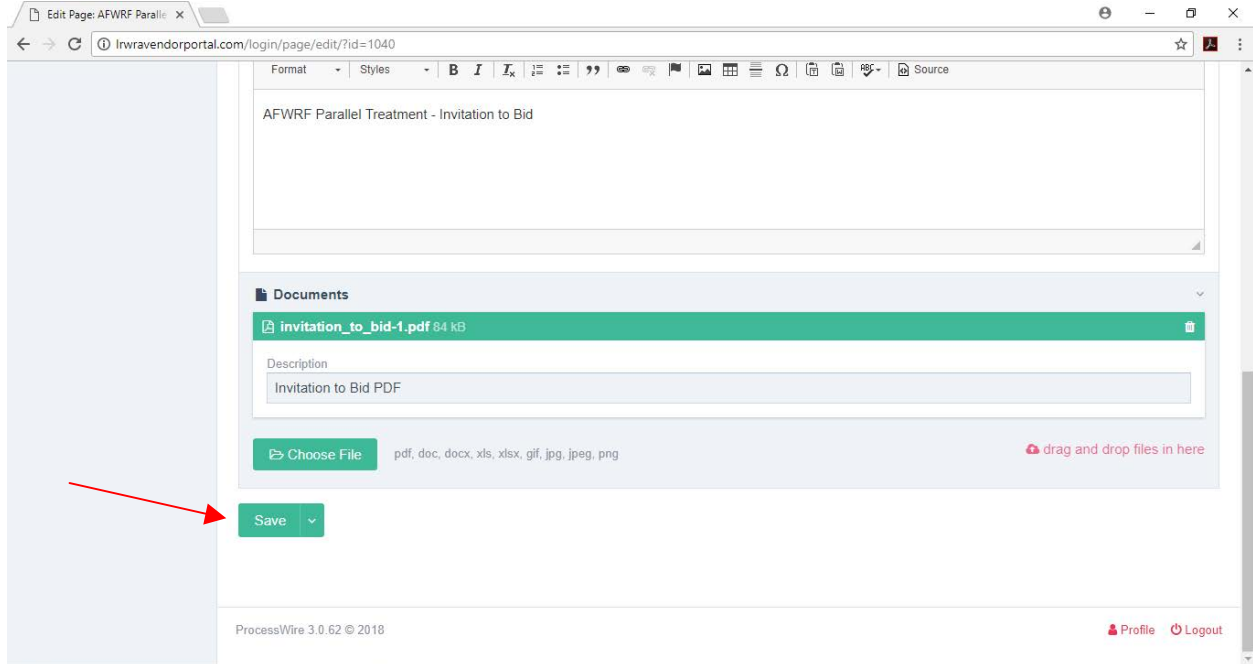 Edit Page: AFWRF Paralle
lrwravendorportal.com/login/page/edit/?id=1040
Format Styles B I Ix ABC Source
AFWRF Parallel Treatment - Invitation to Bid
Documents
invitation_to_bid-1.pdf 84 kB
Description
Invitation to Bid PDF
Choose File pdf, doc, docx, xls, xlsx, gif, jpg, jpeg, png drag and drop files in here
Save
ProcessWire 3.0.62 © 2018 Profile Logout